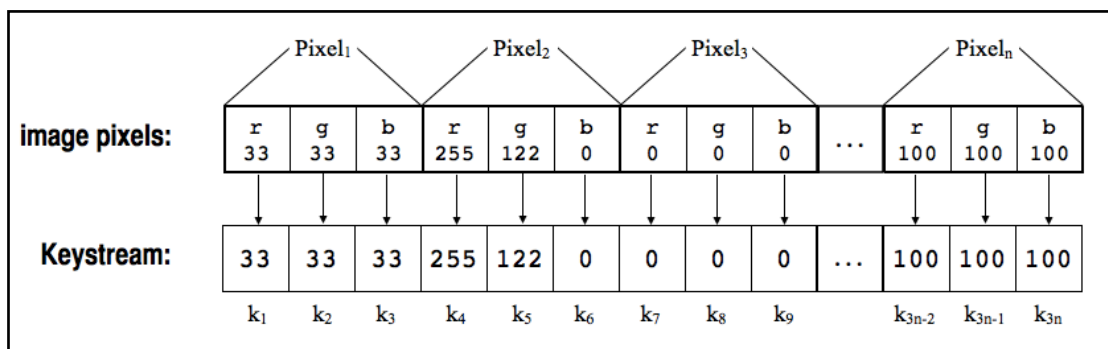 Pixel₁ Pixel₂ Pixel₃ Pixelₙ
image pixels:
r g b r g b r g b ... r g b
33 33 33 255 122 0 0 0 0 100 100 100
Keystream: 33 33 33 255 122 0 0 0 0 ... 100 100 100
k₁ k₂ k₃ k₄ k₅ k₆ k₇ k₈ k₉ k₃ₙ₋₂ k₃ₙ₋₁ k₃ₙ